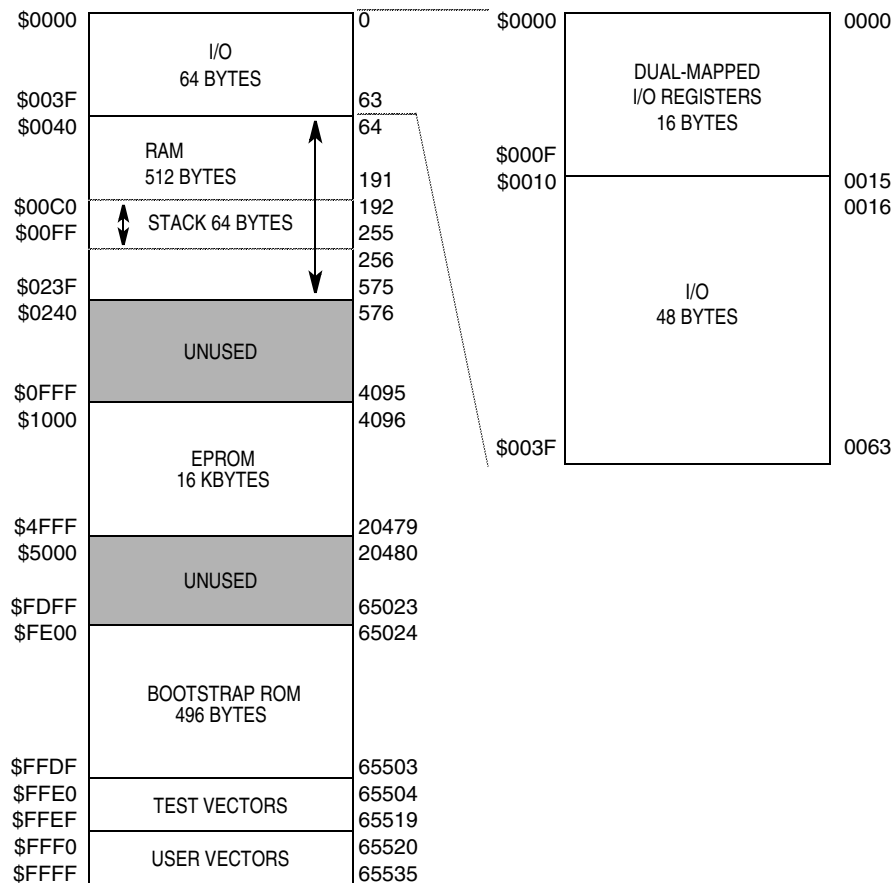 $0000 0 $0000 0000
I/O
64 BYTES
DUAL-MAPPED
I/O REGISTERS
16 BYTES
$003F 63
$0040 64
$000F
RAM
512 BYTES
191
$0010 0015
$00C0 192 0016
STACK 64 BYTES
$00FF 255
256
$023F 575
I/O
48 BYTES
$0240 576
UNUSED
$0FFF 4095
$1000 4096
$003F 0063
EPROM
16 KBYTES
$4FFF 20479
$5000 20480
UNUSED
$FDFF 65023
$FE00 65024
BOOTSTRAP ROM
496 BYTES
$FFDF 65503
$FFE0 65504
TEST VECTORS
$FFEF 65519
$FFF0 65520
USER VECTORS
$FFFF 65535